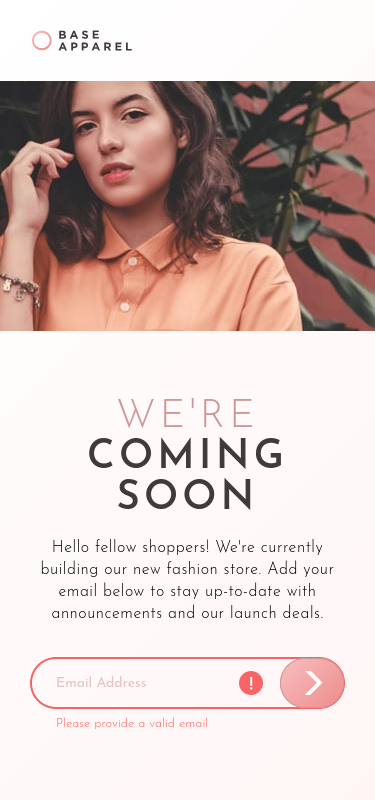 BASE
APPAREL
WE'RE
COMING
SOON
Hello fellow shoppers! We're currently
building our new fashion store. Add your
email below to stay up-to-date with
announcements and our launch deals.
Email Address
!
Please provide a valid email